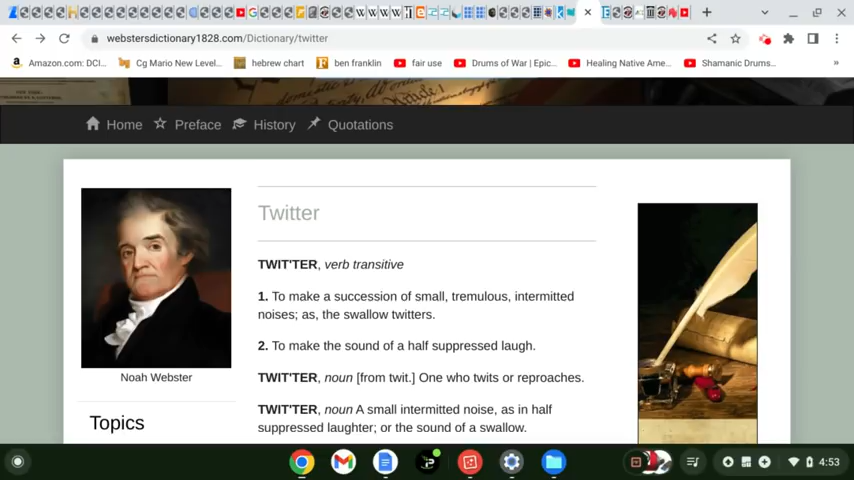 webstersdictionary1828.com/Dictionary/twitter
Amazon.com: DCI... Cg Mario New Level... hebrew chart ben franklin fair use Drums of War | Epic... Healing Native Ame... Shamanic Drums... »
Home Preface History Quotations
Twitter
TWIT'TER, verb transitive
1. To make a succession of small, tremulous, intermitted
noises; as, the swallow twitters.
2. To make the sound of a half suppressed laugh.
TWIT'TER, noun [from twit.] One who twits or reproaches.
TWIT'TER, noun A small intermitted noise, as in half
suppressed laughter; or the sound of a swallow.
Noah Webster
Topics
4:53